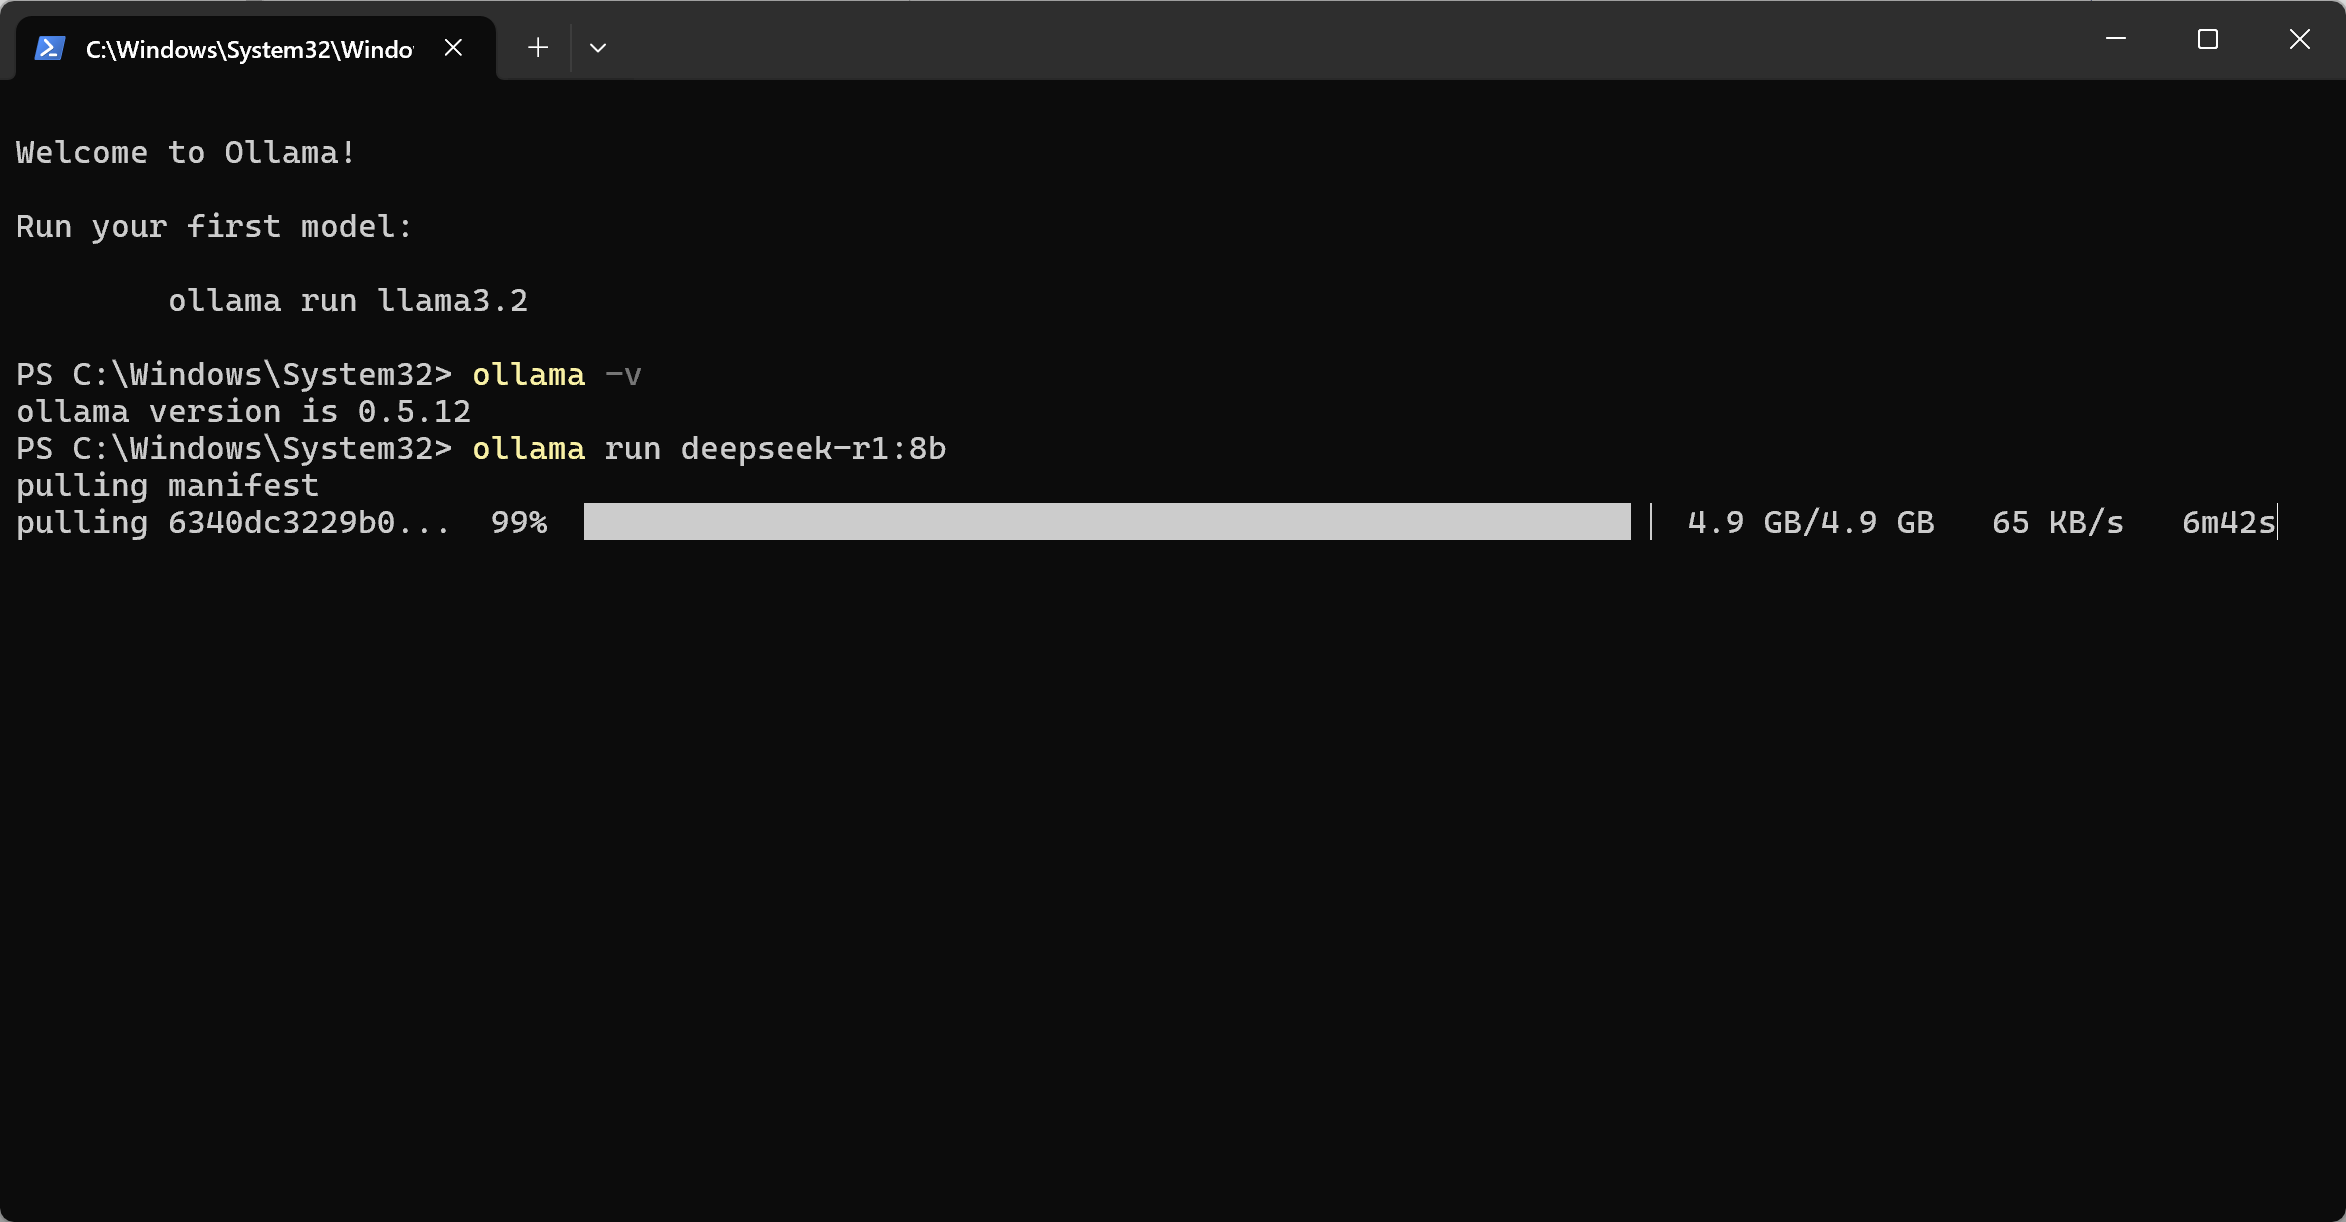 C:\Windows\System32\Windo
Welcome to Ollama!
Run your first model:
ollama run llama3.2
PS C:\Windows\System32> ollama -v
ollama version is 0.5.12
PS C:\Windows\System32> ollama run deepseek-r1:8b
pulling manifest
pulling 6340dc3229b0... 99% 4.9 GB/4.9 GB 65 KB/s 6m42s